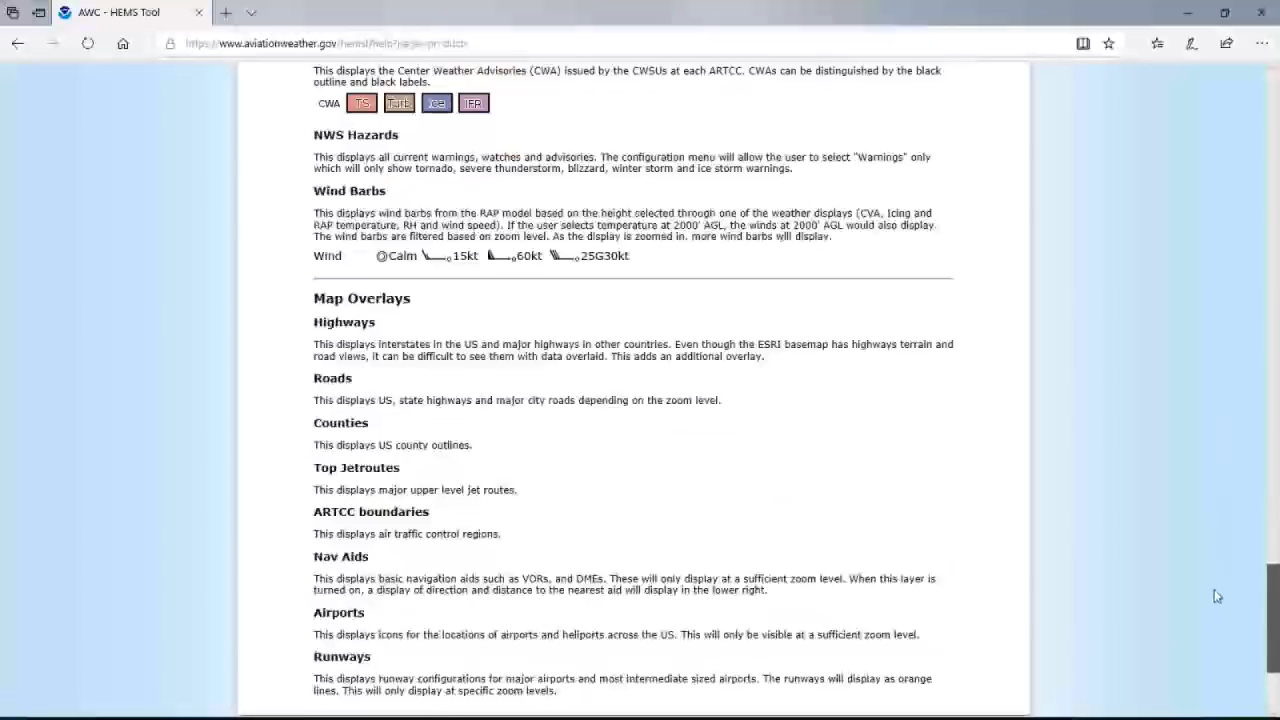 AWC - HEMS Tool
https://www.aviationweather.gov/hems/help?page=products
This displays the Center Weather Advisories (CWA) issued by the CWSUs at each ARTCC. CWAs can be distinguished by the black
outline and black labels.
CWA TS Turb Ice IFR
NWS Hazards
This displays all current warnings, watches and advisories. The configuration menu will allow the user to select "Warnings" only
which will only show tornado, severe thunderstorm, blizzard, winter storm and ice storm warnings.
Wind Barbs
This displays wind barbs from the RAP model based on the height selected through one of the weather displays (CVA, Icing and
RAP temperature, RH and wind speed). If the user selects temperature at 2000' AGL, the winds at 2000' AGL would also display.
The wind barbs are filtered based on zoom level. As the display is zoomed in, more wind barbs will display.
Wind Calm 15kt 60kt 25G30kt
Map Overlays
Highways
This displays interstates in the US and major highways in other countries. Even though the ESRI basemap has highways terrain and
road views, it can be difficult to see them with data overlaid. This adds an additional overlay.
Roads
This displays US, state highways and major city roads depending on the zoom level.
Counties
This displays US county outlines.
Top Jetroutes
This displays major upper level jet routes.
ARTCC boundaries
This displays air traffic control regions.
Nav Aids
This displays basic navigation aids such as VORs, and DMEs. These will only display at a sufficient zoom level. When this layer is
turned on, a display of direction and distance to the nearest aid will display in the lower right.
Airports
This displays icons for the locations of airports and heliports across the US. This will only be visible at a sufficient zoom level.
Runways
This displays runway configurations for major airports and most intermediate sized airports. The runways will display as orange
lines. This will only display at specific zoom levels.